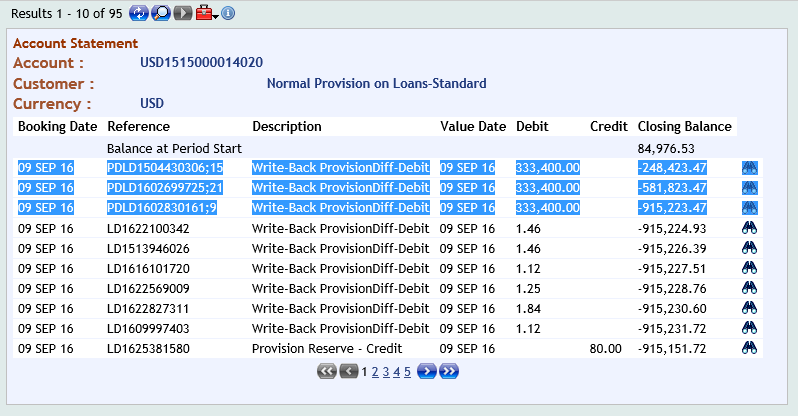 Results 1 - 10 of 95
Account Statement
Account : USD1515000014020
Customer : Normal Provision on Loans-Standard
Currency : USD
Booking Date Reference Description Value Date Debit Credit Closing Balance
Balance at Period Start 84,976.53
09 SEP 16 PDLD1504430306;15 Write-Back ProvisionDiff-Debit 09 SEP 16 333,400.00 -248,423.47
09 SEP 16 PDLD1602699725;21 Write-Back ProvisionDiff-Debit 09 SEP 16 333,400.00 -581,823.47
09 SEP 16 PDLD1602830161;9 Write-Back ProvisionDiff-Debit 09 SEP 16 333,400.00 -915,223.47
09 SEP 16 LD1622100342 Write-Back ProvisionDiff-Debit 09 SEP 16 1.46 -915,224.93
09 SEP 16 LD1513946026 Write-Back ProvisionDiff-Debit 09 SEP 16 1.46 -915,226.39
09 SEP 16 LD1616101720 Write-Back ProvisionDiff-Debit 09 SEP 16 1.12 -915,227.51
09 SEP 16 LD1622569009 Write-Back ProvisionDiff-Debit 09 SEP 16 1.25 -915,228.76
09 SEP 16 LD1622827311 Write-Back ProvisionDiff-Debit 09 SEP 16 1.84 -915,230.60
09 SEP 16 LD1609997403 Write-Back ProvisionDiff-Debit 09 SEP 16 1.12 -915,231.72
09 SEP 16 LD1625381580 Provision Reserve - Credit 09 SEP 16 80.00 -915,151.72
1 2 3 4 5